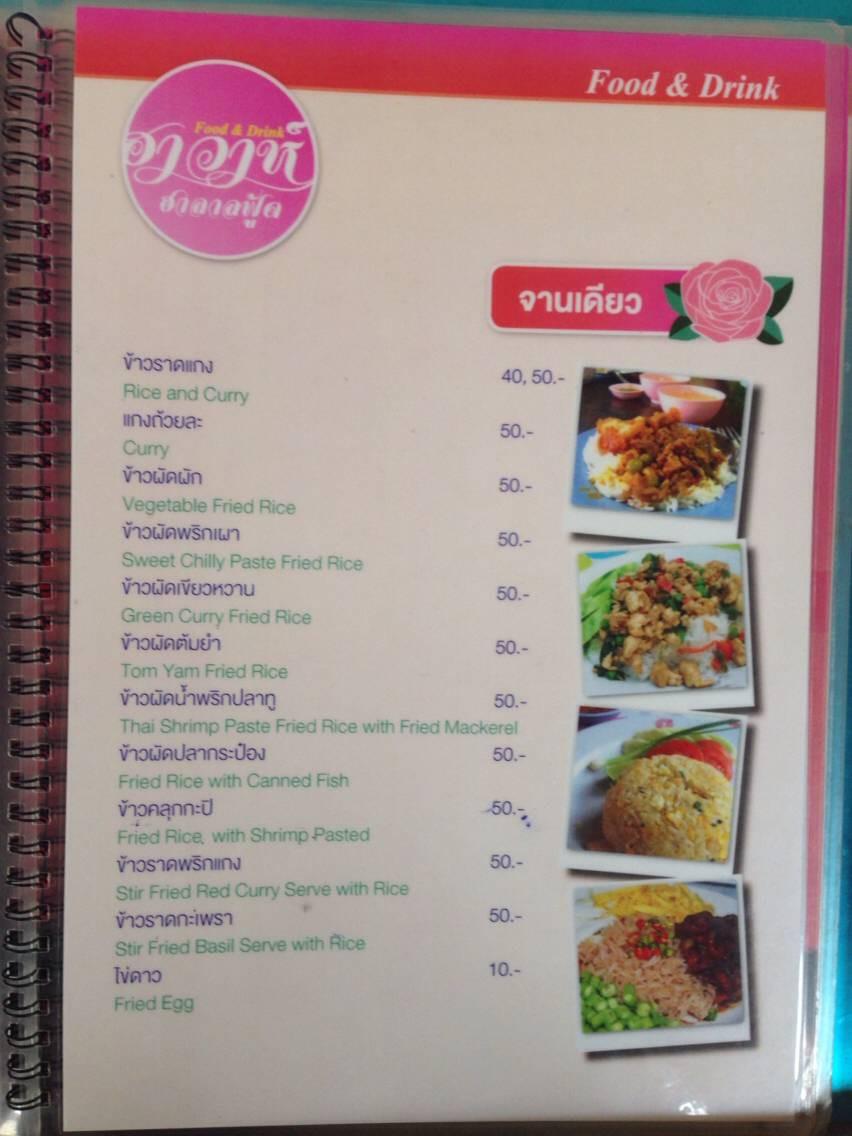 Food & Drink
Food & Drink
ฮาลาลฟู้ด
จานเดียว
ข้าวราดแกง 40, 50.-
Rice and Curry
แกงถ้วยละ 50.-
Curry
ข้าวผัดผัก 50.-
Vegetable Fried Rice
ข้าวผัดพริกเผา 50.-
Sweet Chilly Paste Fried Rice
ข้าวผัดเขียวหวาน 50.-
Green Curry Fried Rice
ข้าวผัดต้มยำ 50.-
Tom Yam Fried Rice
ข้าวผัดน้ำพริกปลาทู 50.-
Thai Shrimp Paste Fried Rice with Fried Mackerel
ข้าวผัดปลากระป๋อง 50.-
Fried Rice with Canned Fish
ข้าวคลุกกะปิ 50.-
Fried Rice, with Shrimp Pasted
ข้าวราดพริกแกง 50.-
Stir Fried Red Curry Serve with Rice
ข้าวราดกะเพรา 50.-
Stir Fried Basil Serve with Rice
ไข่ดาว 10.-
Fried Egg